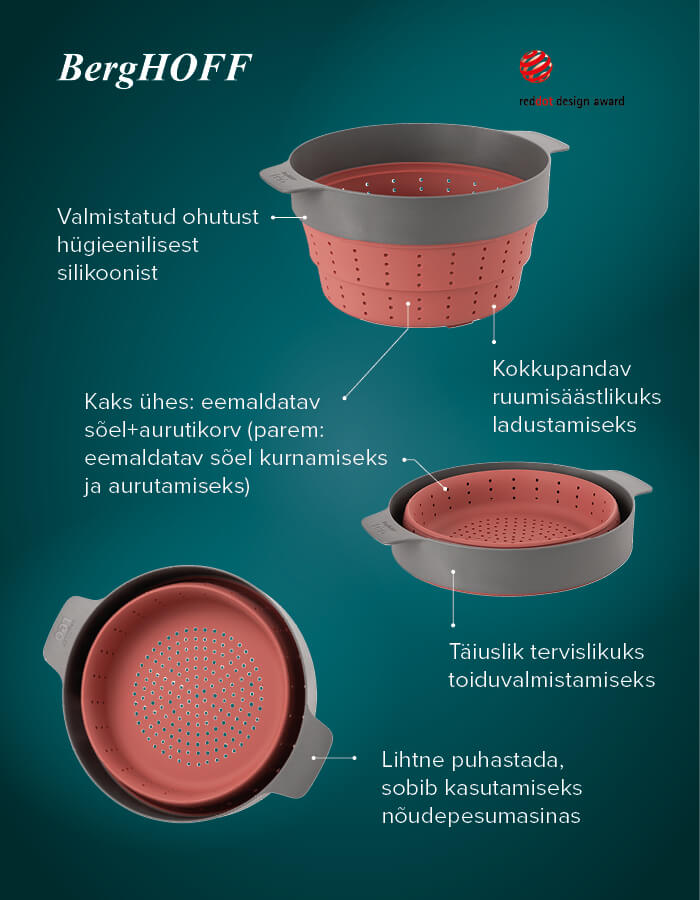 BergHOFF
reddot design award
Valmistatud ohutust
hügieenilisest
silikoonist
Kokkupandav
ruumisäästlikuks
ladustamiseks
Kaks ühes: eemaldatav
sõel+aurutikorv (parem:
eemaldatav sõel kurnamiseks
ja aurutamiseks)
Täiuslik tervislikuks
toiduvalmistamiseks
Lihtne puhastada,
sobib kasutamiseks
nõudepesumasinas